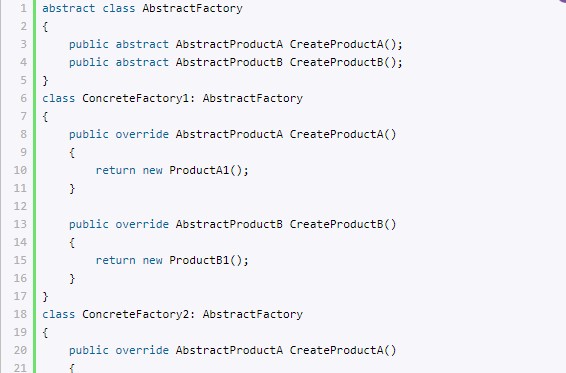 1 abstract class AbstractFactory
2 {
3     public abstract AbstractProductA CreateProductA();
4     public abstract AbstractProductB CreateProductB();
5 }
6 class ConcreteFactory1: AbstractFactory
7 {
8     public override AbstractProductA CreateProductA()
9     {
10         return new ProductA1();
11     }
12
13     public override AbstractProductB CreateProductB()
14     {
15         return new ProductB1();
16     }
17 }
18 class ConcreteFactory2: AbstractFactory
19 {
20     public override AbstractProductA CreateProductA()
21     {